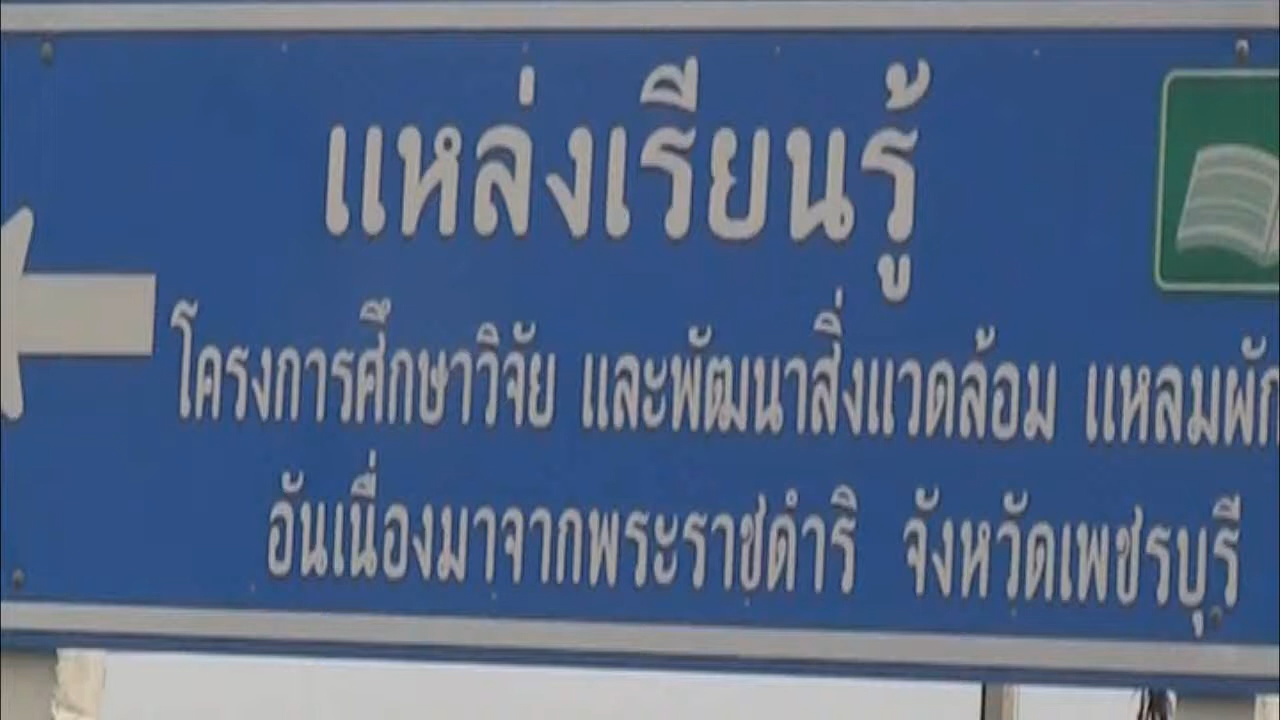 แหล่งเรียนรู้
โครงการศึกษาวิจัย และพัฒนาสิ่งแวดล้อม แหลมผัก
อันเนื่องมาจากพระราชดำริ จังหวัดเพชรบุรี